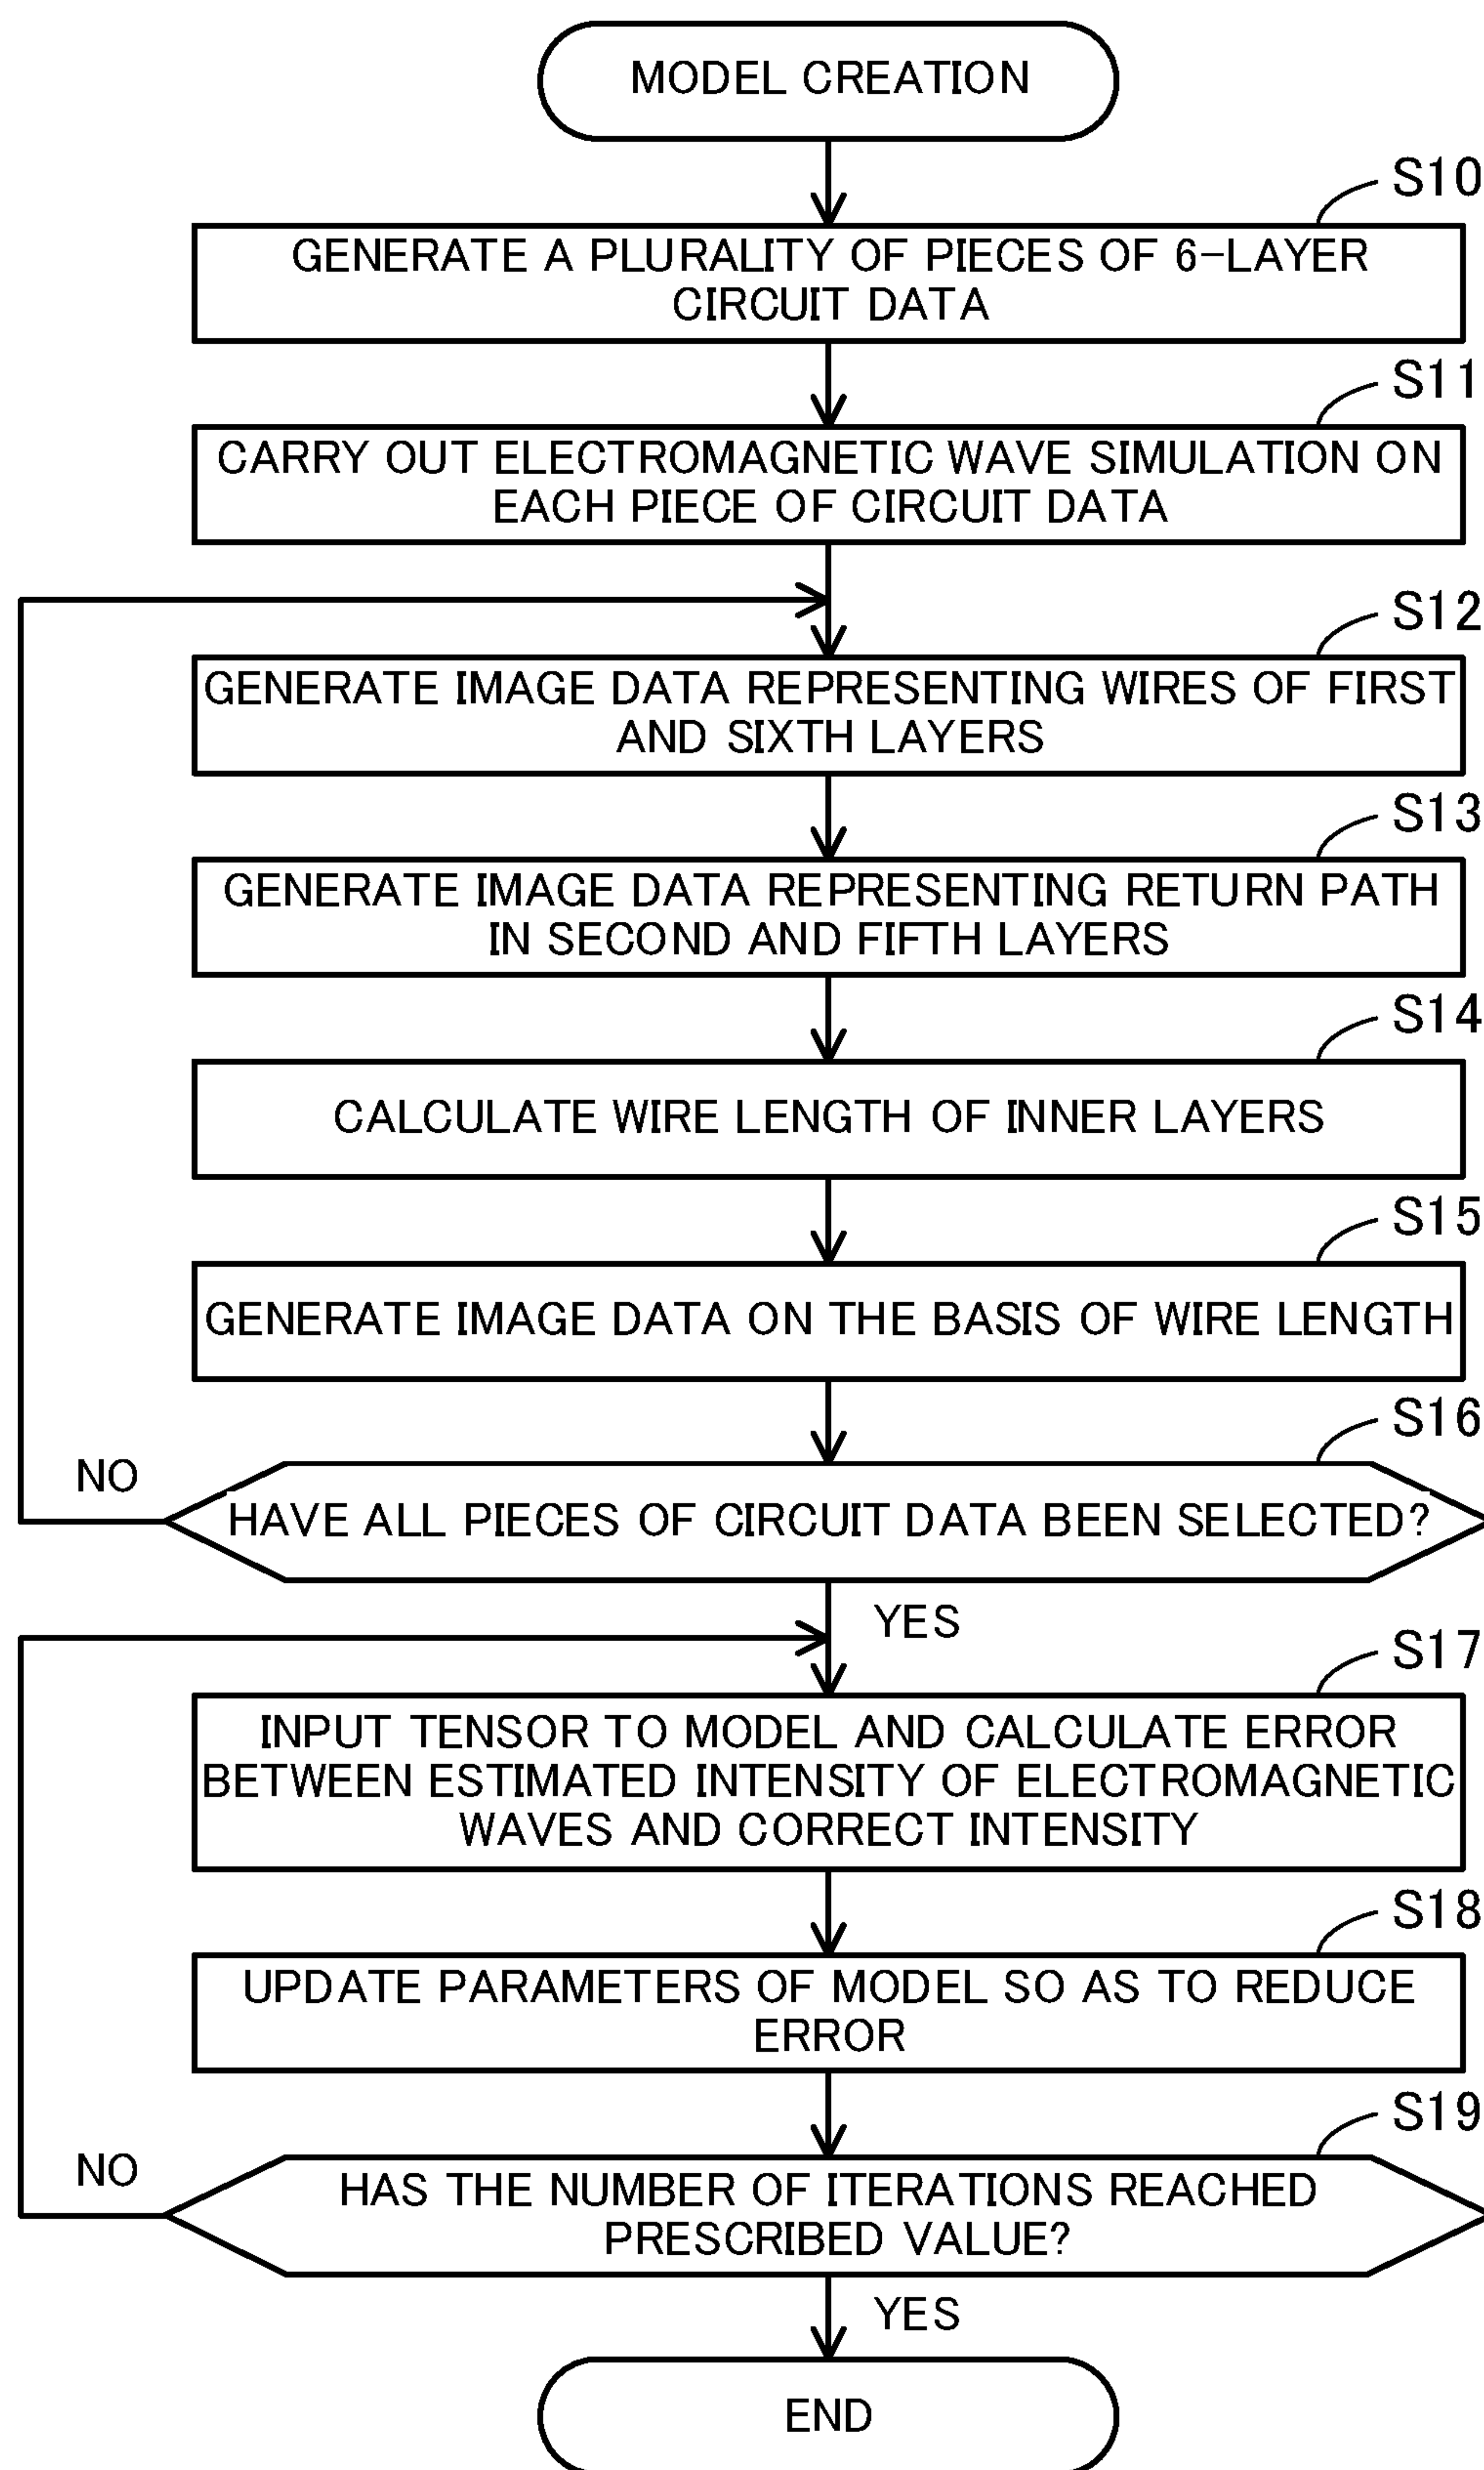 MODEL CREATION
S10
GENERATE A PLURALITY OF PIECES OF 6-LAYER
CIRCUIT DATA
S11
CARRY OUT ELECTROMAGNETIC WAVE SIMULATION ON
EACH PIECE OF CIRCUIT DATA
S12
GENERATE IMAGE DATA REPRESENTING WIRES OF FIRST
AND SIXTH LAYERS
S13
GENERATE IMAGE DATA REPRESENTING RETURN PATH
IN SECOND AND FIFTH LAYERS
S14
CALCULATE WIRE LENGTH OF INNER LAYERS
S15
GENERATE IMAGE DATA ON THE BASIS OF WIRE LENGTH
S16
NO
HAVE ALL PIECES OF CIRCUIT DATA BEEN SELECTED?
YES
S17
INPUT TENSOR TO MODEL AND CALCULATE ERROR
BETWEEN ESTIMATED INTENSITY OF ELECTROMAGNETIC
WAVES AND CORRECT INTENSITY
S18
UPDATE PARAMETERS OF MODEL SO AS TO REDUCE
ERROR
S19
NO
HAS THE NUMBER OF ITERATIONS REACHED
PRESCRIBED VALUE?
YES
END